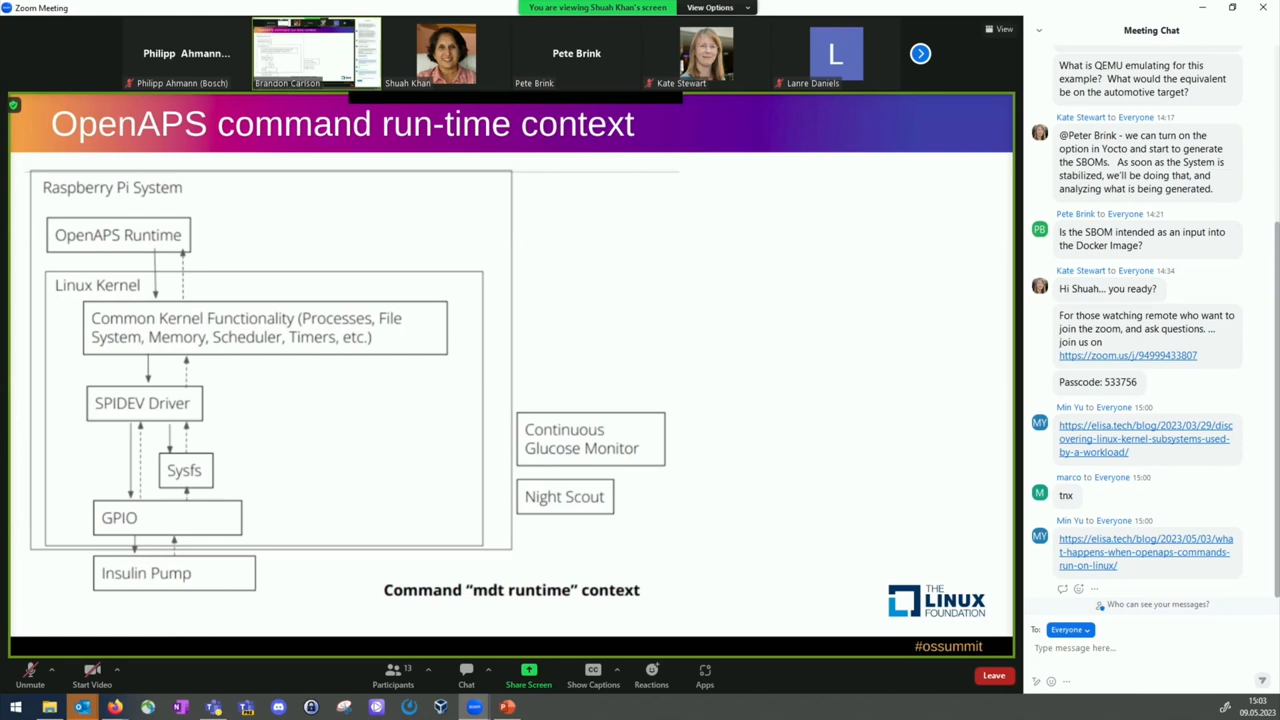 Zoom Meeting
You are viewing Shuah Khan's screen
View Options
Philipp Ahmann...
Philipp Ahmann (Bosch)
Brandon Carlson
Shuah Khan
Pete Brink
Pete Brink
Kate Stewart
L
Lanre Daniels
View
OpenAPS command run-time context
Raspberry Pi System
OpenAPS Runtime
Linux Kernel
Common Kernel Functionality (Processes, File
System, Memory, Scheduler, Timers, etc.)
SPIDEV Driver
Sysfs
GPIO
Insulin Pump
Continuous
Glucose Monitor
Night Scout
Command “mdt runtime” context
THE
LINUX
FOUNDATION
#ossummit
Meeting Chat
What is QEMU emulating for this
example? What would the equivalent
be on the automotive target?
Kate Stewart to Everyone 14:17
@Peter Brink - we can turn on the
option in Yocto and start to generate
the SBOMs. As soon as the System is
stabilized, we'll be doing that, and
analyzing what is being generated.
Pete Brink to Everyone 14:21
PB
Is the SBOM intended as an input into
the Docker Image?
Kate Stewart to Everyone 14:34
Hi Shuah... you ready?
For those watching remote who want to
join the zoom, and ask questions. ...
join us on
https://zoom.us/j/94999433807
Passcode: 533756
Min Yu to Everyone 15:00
MY
https://elisa.tech/blog/2023/03/29/disc
overing-linux-kernel-subsystems-used-
by-a-workload/
marco to Everyone 15:00
M
tnx
Min Yu to Everyone 15:00
MY
https://elisa.tech/blog/2023/05/03/wha
t-happens-when-openaps-commands-
run-on-linux/
Who can see your messages?
To: Everyone
Type message here...
Unmute
Start Video
13
Participants
Chat
Share Screen
CC
Show Captions
Reactions
Apps
Leave
15:03
09.05.2023